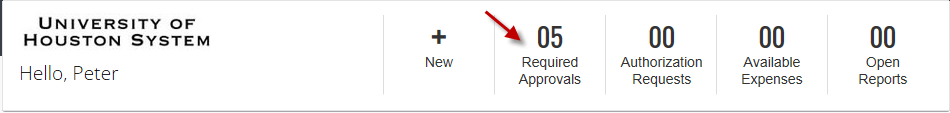 UNIVERSITY OF
HOUSTON SYSTEM
Hello, Peter
+
New
05
Required
Approvals
00
Authorization
Requests
00
Available
Expenses
00
Open
Reports